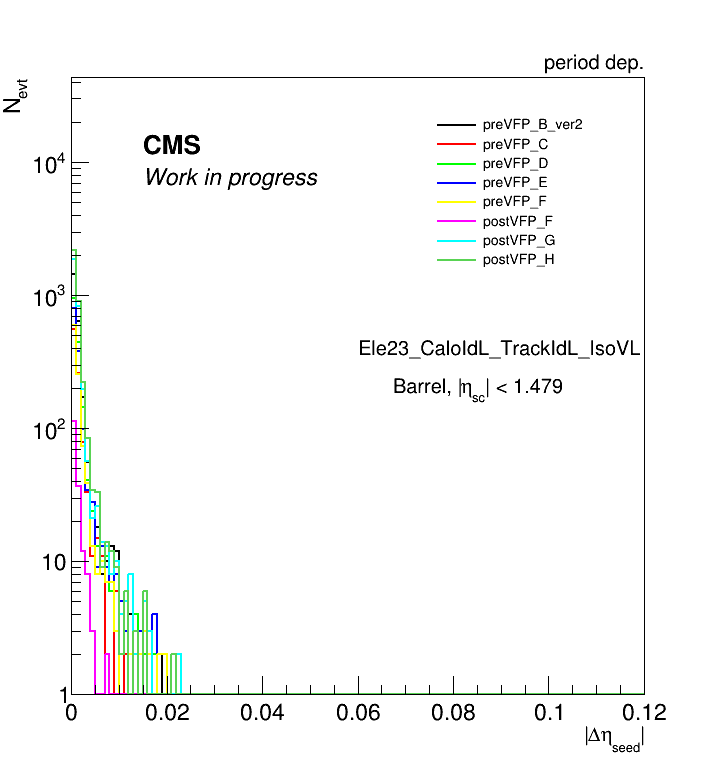 period dep.
N_evt
CMS
Work in progress
preVFP_B_ver2
preVFP_C
preVFP_D
preVFP_E
preVFP_F
postVFP_F
postVFP_G
postVFP_H
Ele23_CaloIdL_TrackIdL_IsoVL
Barrel, |η_sc| < 1.479
10^4
10^3
10^2
10
1
0 0.02 0.04 0.06 0.08 0.1 0.12
|Δη_seed|